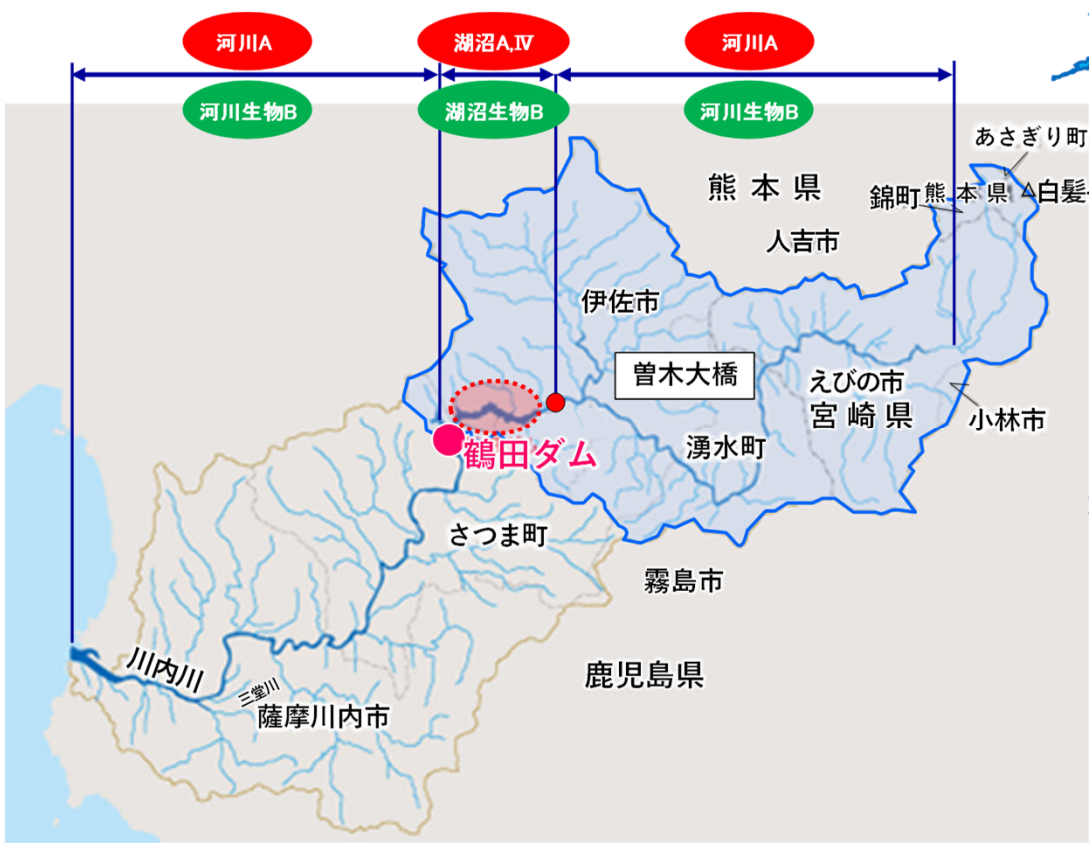 河川A
湖沼A,Ⅳ
河川A
河川生物B
湖沼生物B
河川生物B
あさぎり町
熊本県
錦町
熊本県
△白髪
人吉市
伊佐市
曽木大橋
えびの市
宮崎県
小林市
湧水町
鶴田ダム
さつま町
霧島市
川内川
三堂川
薩摩川内市
鹿児島県